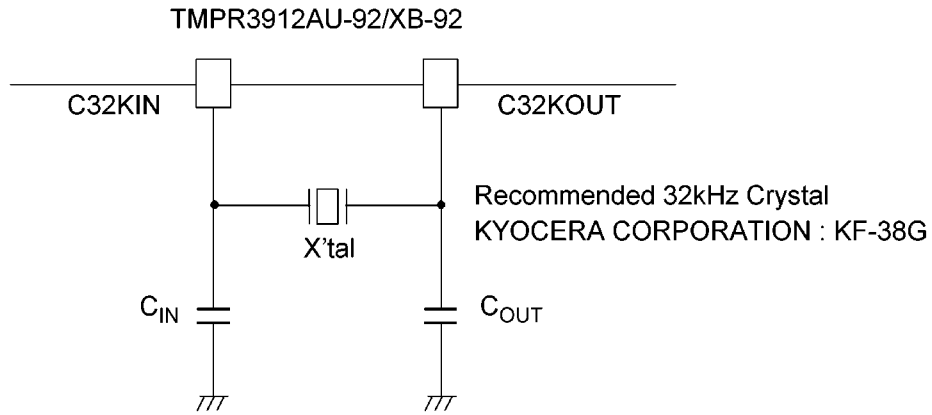 TMPR3912AU-92/XB-92
C32KIN
C32KOUT
Recommended 32kHz Crystal
KYOCERA CORPORATION : KF-38G
X'tal
CIN
COUT